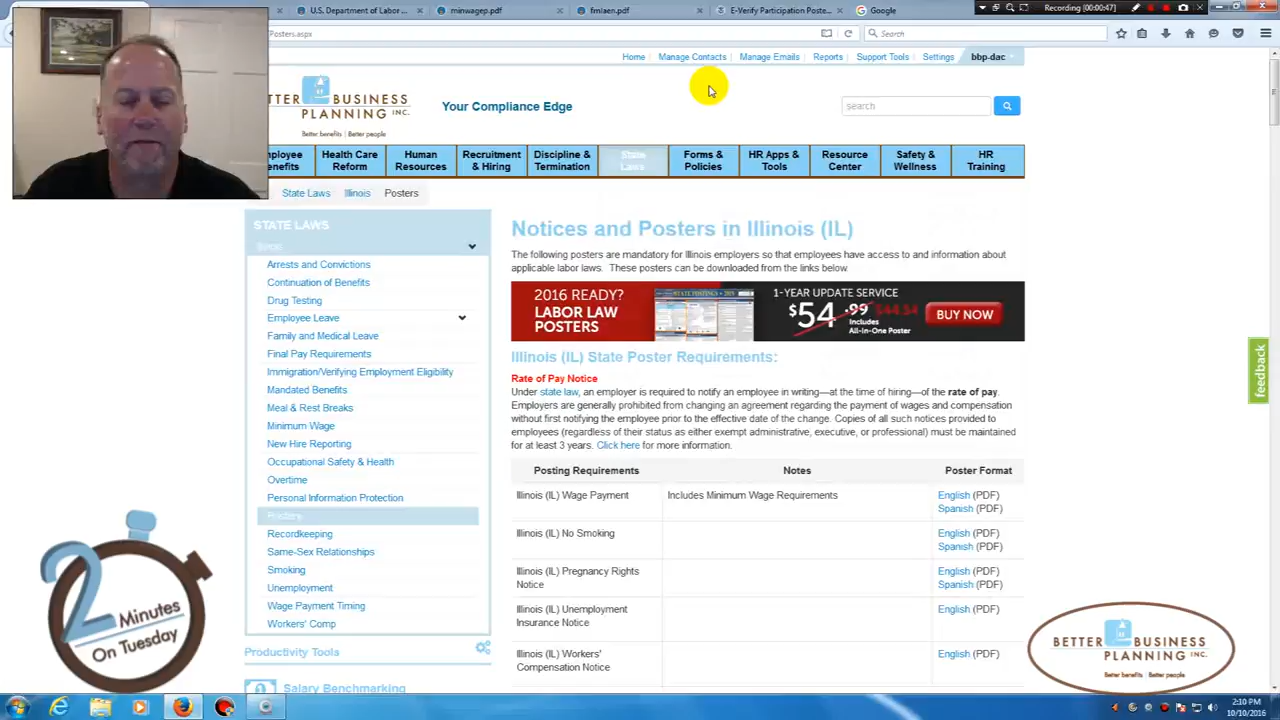 U.S. Department of Labor ...
minwagep.pdf
fmlaen.pdf
E-Verify Participation Poste...
Google
Recording [00:00:47]
Posters.aspx
Search
Home
Manage Contacts
Manage Emails
Reports
Support Tools
Settings
bbp-dac
TER BUSINESS
PLANNING INC.
Better benefits | Better people
Your Compliance Edge
search
ployee
enefits
Health Care
Reform
Human
Resources
Recruitment
& Hiring
Discipline &
Termination
State
Laws
Forms &
Policies
HR Apps &
Tools
Resource
Center
Safety &
Wellness
HR
Training
State Laws
Illinois
Posters
STATE LAWS
Illinois
Arrests and Convictions
Continuation of Benefits
Drug Testing
Employee Leave
Family and Medical Leave
Final Pay Requirements
Immigration/Verifying Employment Eligibility
Mandated Benefits
Meal & Rest Breaks
Minimum Wage
New Hire Reporting
Occupational Safety & Health
Overtime
Personal Information Protection
Posters
Recordkeeping
Same-Sex Relationships
Smoking
Unemployment
Wage Payment Timing
Workers' Comp
Productivity Tools
Salary Benchmarking
Notices and Posters in Illinois (IL)
The following posters are mandatory for Illinois employers so that employees have access to and information about
applicable labor laws. These posters can be downloaded from the links below.
2016 READY?
LABOR LAW
POSTERS
1-YEAR UPDATE SERVICE
$54.99
Includes
All-In-One Poster
BUY NOW
Illinois (IL) State Poster Requirements:
Rate of Pay Notice
Under state law, an employer is required to notify an employee in writing—at the time of hiring—of the rate of pay.
Employers are generally prohibited from changing an agreement regarding the payment of wages and compensation
without first notifying the employee prior to the effective date of the change. Copies of all such notices provided to
employees (regardless of their status as either exempt administrative, executive, or professional) must be maintained
for at least 3 years. Click here for more information.
Posting Requirements
Notes
Poster Format
Illinois (IL) Wage Payment
Includes Minimum Wage Requirements
English (PDF)
Spanish (PDF)
Illinois (IL) No Smoking
English (PDF)
Spanish (PDF)
Illinois (IL) Pregnancy Rights
Notice
English (PDF)
Spanish (PDF)
Illinois (IL) Unemployment
Insurance Notice
English (PDF)
Illinois (IL) Workers'
Compensation Notice
English (PDF)
feedback
2 Minutes
On Tuesday
BETTER BUSINESS
PLANNING INC.
Better benefits | Better people
2:10 PM
10/10/2016